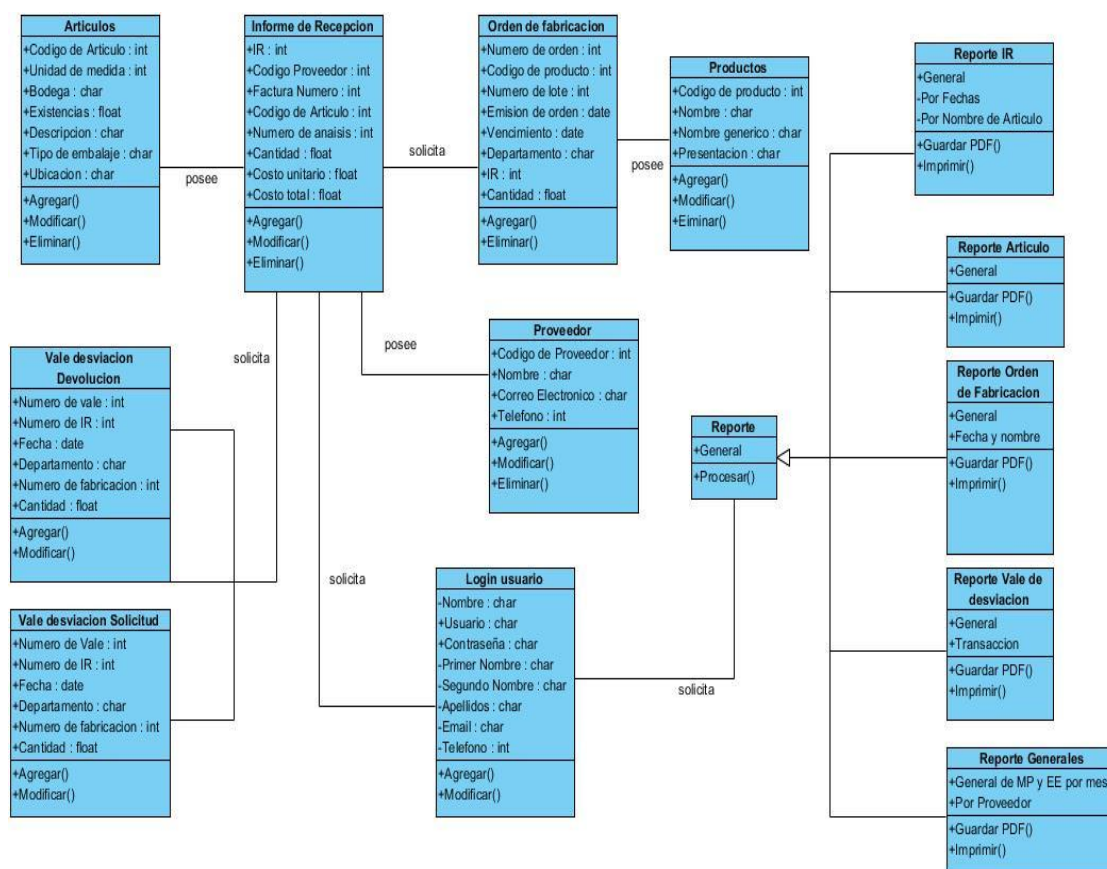 Articulos
+Codigo de Articulo : int
+Unidad de medida : int
+Bodega : char
+Existencias : float
+Descripcion : char
+Tipo de embalaje : char
+Ubicacion : char
+Agregar()
+Modificar()
+Eliminar()
posee
Informe de Recepcion
+IR : int
+Codigo Proveedor : int
+Factura Numero : int
+Codigo de Articulo : int
+Numero de anaisis : int
+Cantidad : float
+Costo unitario : float
+Costo total : float
+Agregar()
+Modificar()
+Eliminar()
solicita
Orden de fabricacion
+Numero de orden : int
+Codigo de producto : int
+Numero de lote : int
+Emision de orden : date
+Vencimiento : date
+Departamento : char
+IR : int
+Cantidad : float
+Agregar()
+Eliminar()
posee
Productos
+Codigo de producto : int
+Nombre : char
+Nombre generico : char
+Presentacion : char
+Agregar()
+Modificar()
+Eiminar()
Reporte IR
+General
-Por Fechas
-Por Nombre de Articulo
+Guardar PDF()
+Imprimir()
Reporte Articulo
+General
+Guardar PDF()
+Impimir()
solicita
posee
Proveedor
+Codigo de Proveedor : int
+Nombre : char
+Correo Electronico : char
+Telefono : int
+Agregar()
+Modificar()
+Eliminar()
Vale desviacion
Devolucion
+Numero de vale : int
+Numero de IR : int
+Fecha : date
+Departamento : char
+Numero de fabricacion : int
+Cantidad : float
+Agregar()
+Modificar()
Reporte
+General
+Procesar()
Reporte Orden
de Fabricacion
+General
+Fecha y nombre
+Guardar PDF()
+Imprimir()
solicita
Vale desviacion Solicitud
+Numero de Vale : int
+Numero de IR : int
+Fecha : date
+Departamento : char
+Numero de fabricacion : int
+Cantidad : float
+Agregar()
+Modificar()
Login usuario
-Nombre : char
+Usuario : char
+Contraseña : char
-Primer Nombre : char
-Segundo Nombre : char
-Apellidos : char
-Email : char
-Telefono : int
+Agregar()
+Modificar()
solicita
Reporte Vale de
desviacion
+General
+Transaccion
+Guardar PDF()
+Imprimir()
Reporte Generales
+General de MP y EE por mes
+Por Proveedor
+Guardar PDF()
+Imprimir()